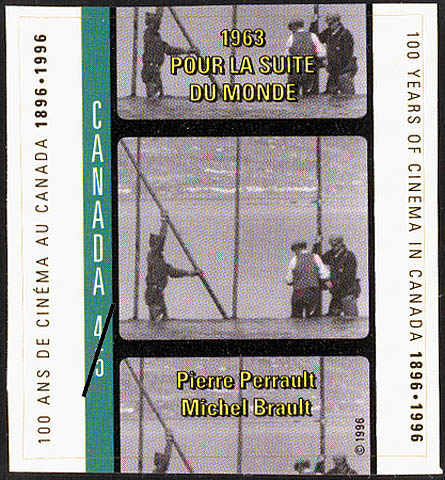 100 ANS DE CINÉMA AU CANADA 1896•1996
CANADA 45
1963
POUR LA SUITE
DU MONDE
Pierre Perrault
Michel Brault
1996 ©
100 YEARS OF CINEMA IN CANADA 1896•1996